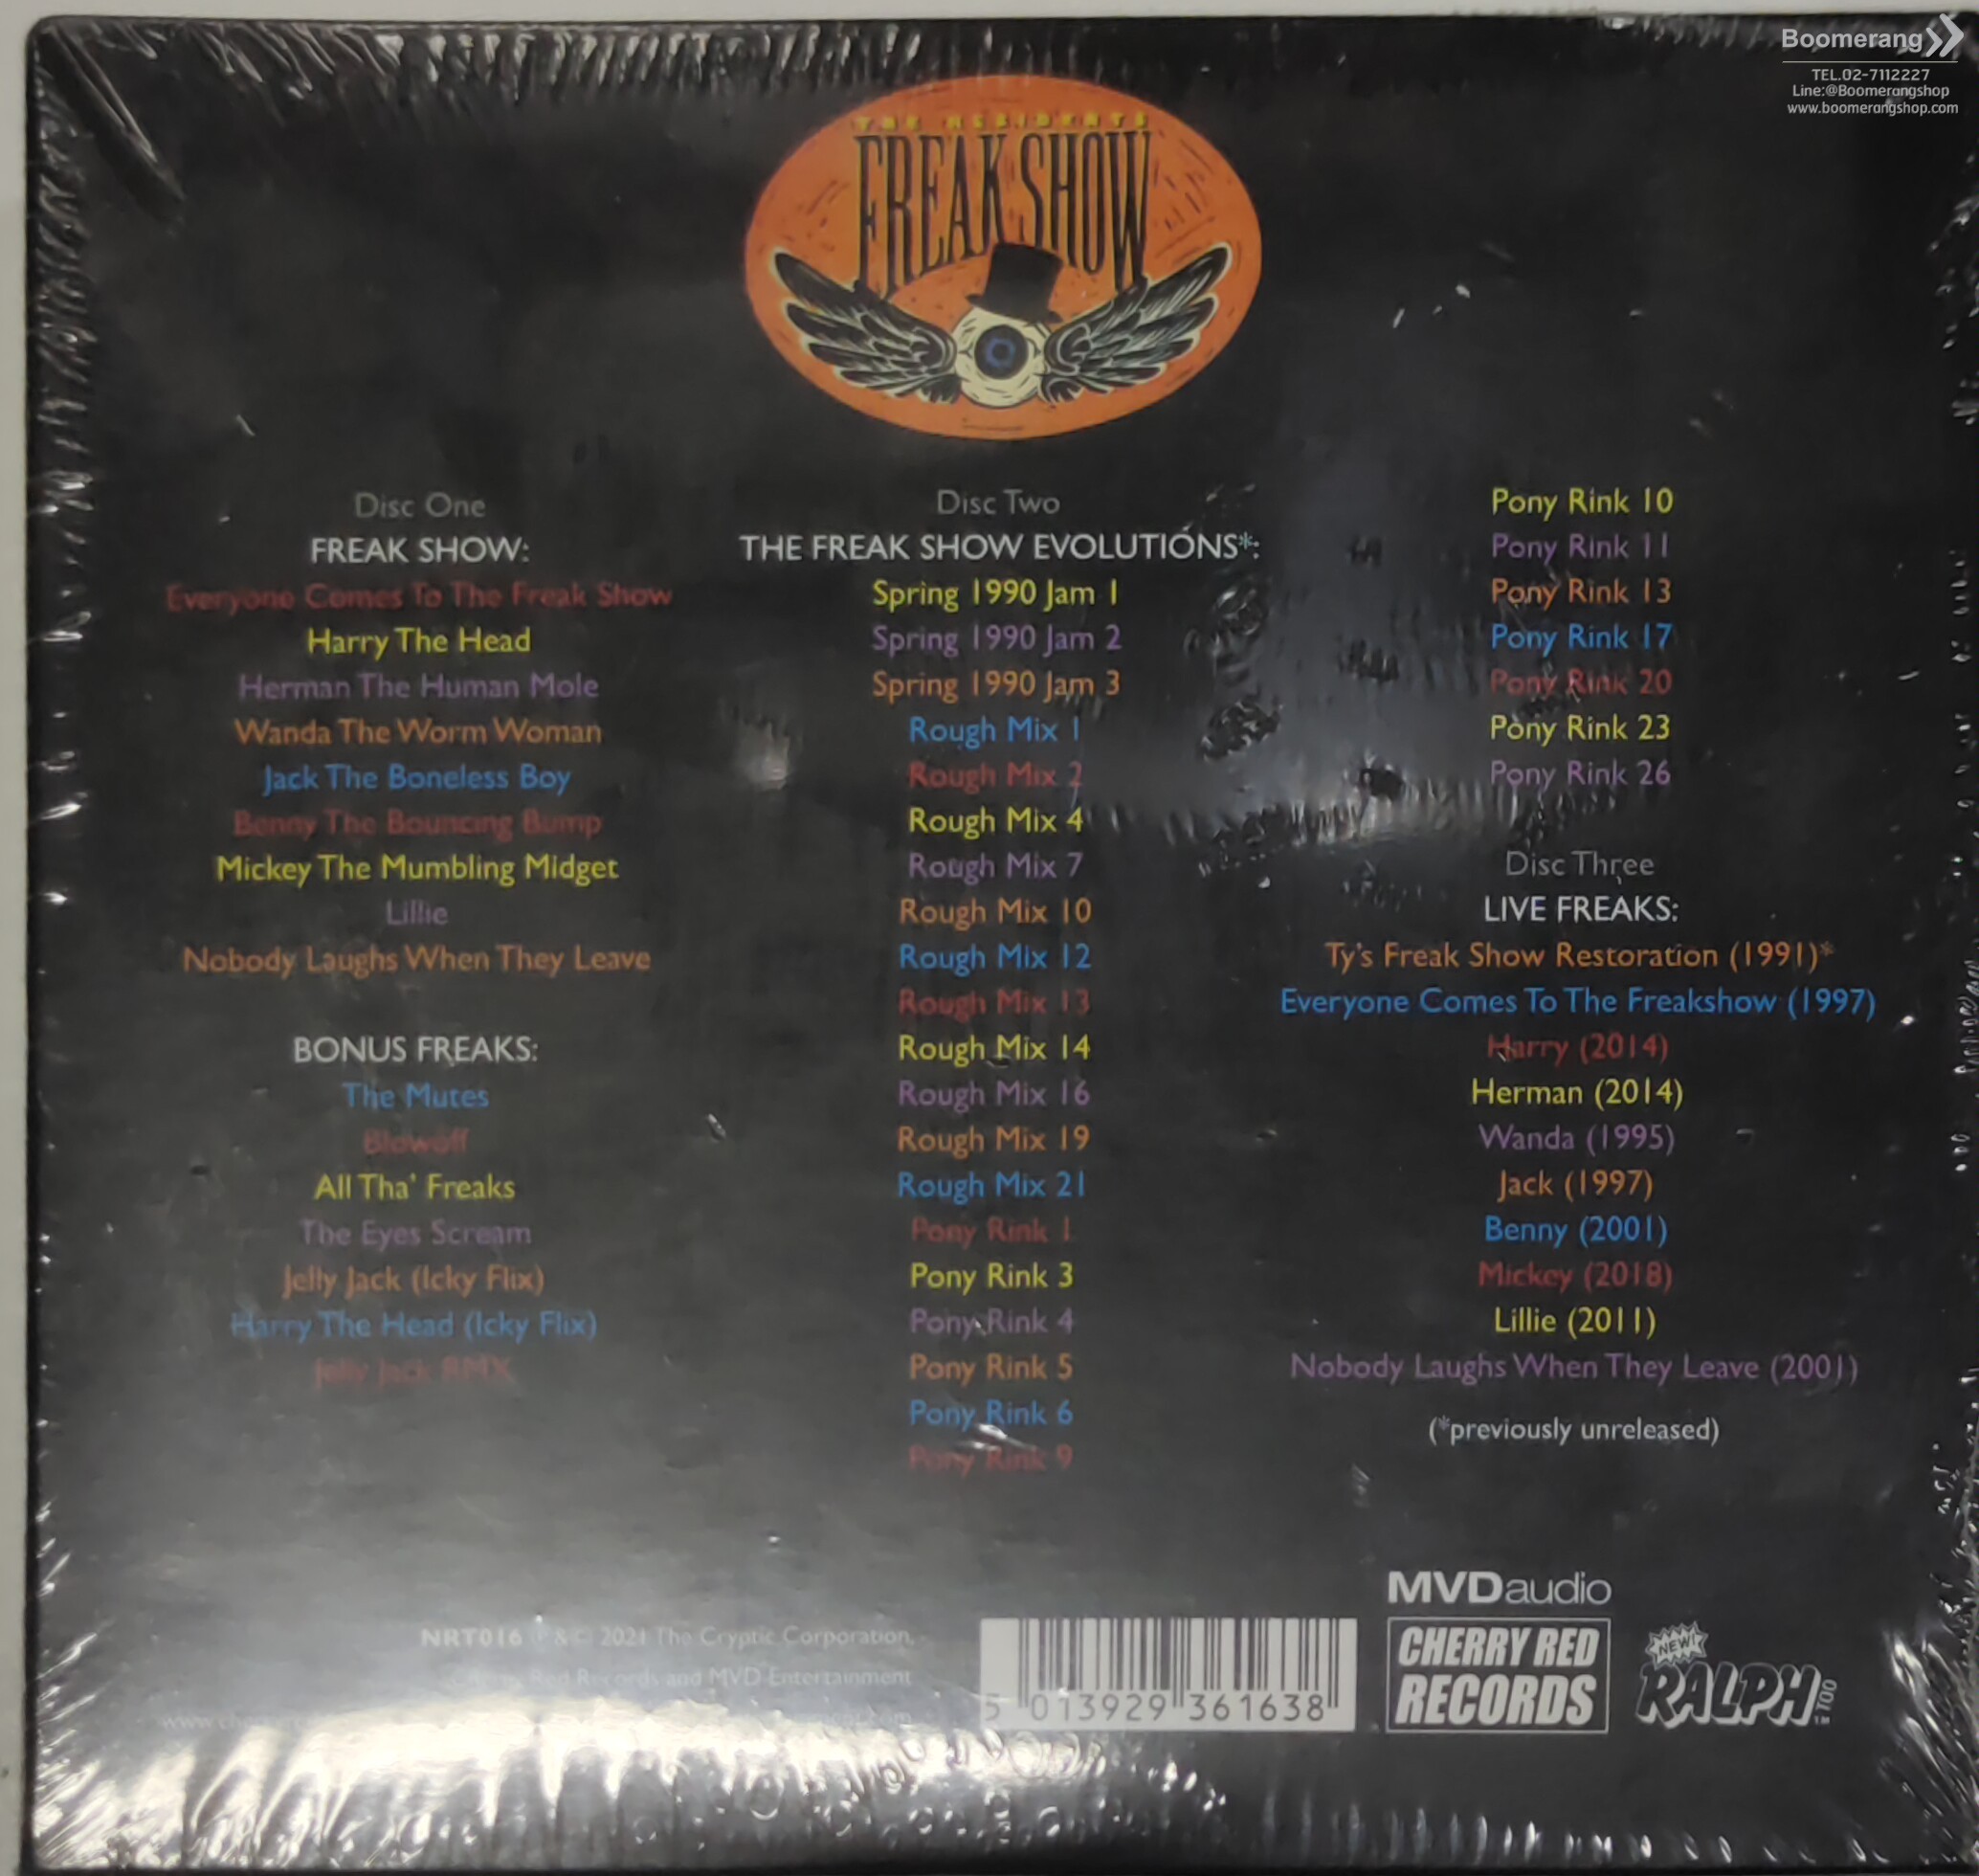 Boomerang
TEL.02-7112227
Line:@Boomerangshop
www.boomerangshop.com
THE RESIDENTS
FREAK SHOW
Disc One
FREAK SHOW:
Everyone Comes To The Freak Show
Harry The Head
Herman The Human Mole
Wanda The Worm Woman
Jack The Boneless Boy
Benny The Bouncing Bump
Mickey The Mumbling Midget
Lillie
Nobody Laughs When They Leave
BONUS FREAKS:
The Mutes
Blowoff
All Tha' Freaks
The Eyes Scream
Jelly Jack (Icky Flix)
Harry The Head (Icky Flix)
Jelly Jack RMX
Disc Two
THE FREAK SHOW EVOLUTIONS*:
Spring 1990 Jam 1
Spring 1990 Jam 2
Spring 1990 Jam 3
Rough Mix 1
Rough Mix 2
Rough Mix 4
Rough Mix 7
Rough Mix 10
Rough Mix 12
Rough Mix 13
Rough Mix 14
Rough Mix 16
Rough Mix 19
Rough Mix 21
Pony Rink 1
Pony Rink 3
Pony Rink 4
Pony Rink 5
Pony Rink 6
Pony Rink 9
Pony Rink 10
Pony Rink 11
Pony Rink 13
Pony Rink 17
Pony Rink 20
Pony Rink 23
Pony Rink 26
Disc Three
LIVE FREAKS:
Ty's Freak Show Restoration (1991)*
Everyone Comes To The Freakshow (1997)
Harry (2014)
Herman (2014)
Wanda (1995)
Jack (1997)
Benny (2001)
Mickey (2018)
Lillie (2011)
Nobody Laughs When They Leave (2001)
(*previously unreleased)
NRT016 ℗ & © 2021 The Cryptic Corporation,
Red Records and MVD Entertainment
5 013929 361638
MVDaudio
CHERRY RED
RECORDS
NEW!
RALPH TOO
™